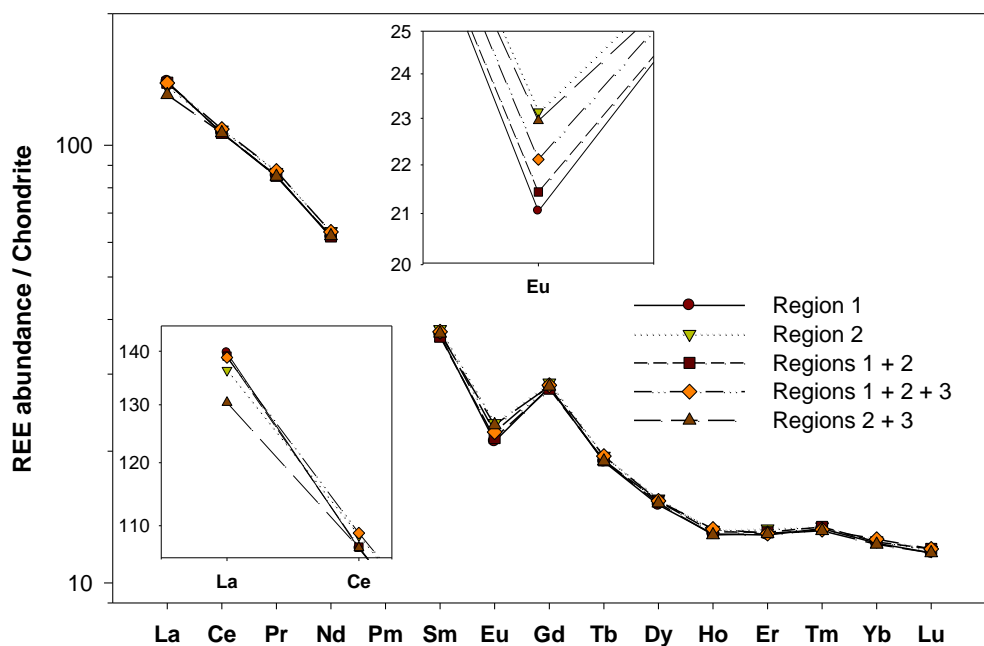 REE abundance / Chondrite
100
10
25
24
23
22
21
20
Eu
140
130
120
110
La Ce
Region 1
Region 2
Regions 1 + 2
Regions 1 + 2 + 3
Regions 2 + 3
La Ce Pr Nd Pm Sm Eu Gd Tb Dy Ho Er Tm Yb Lu